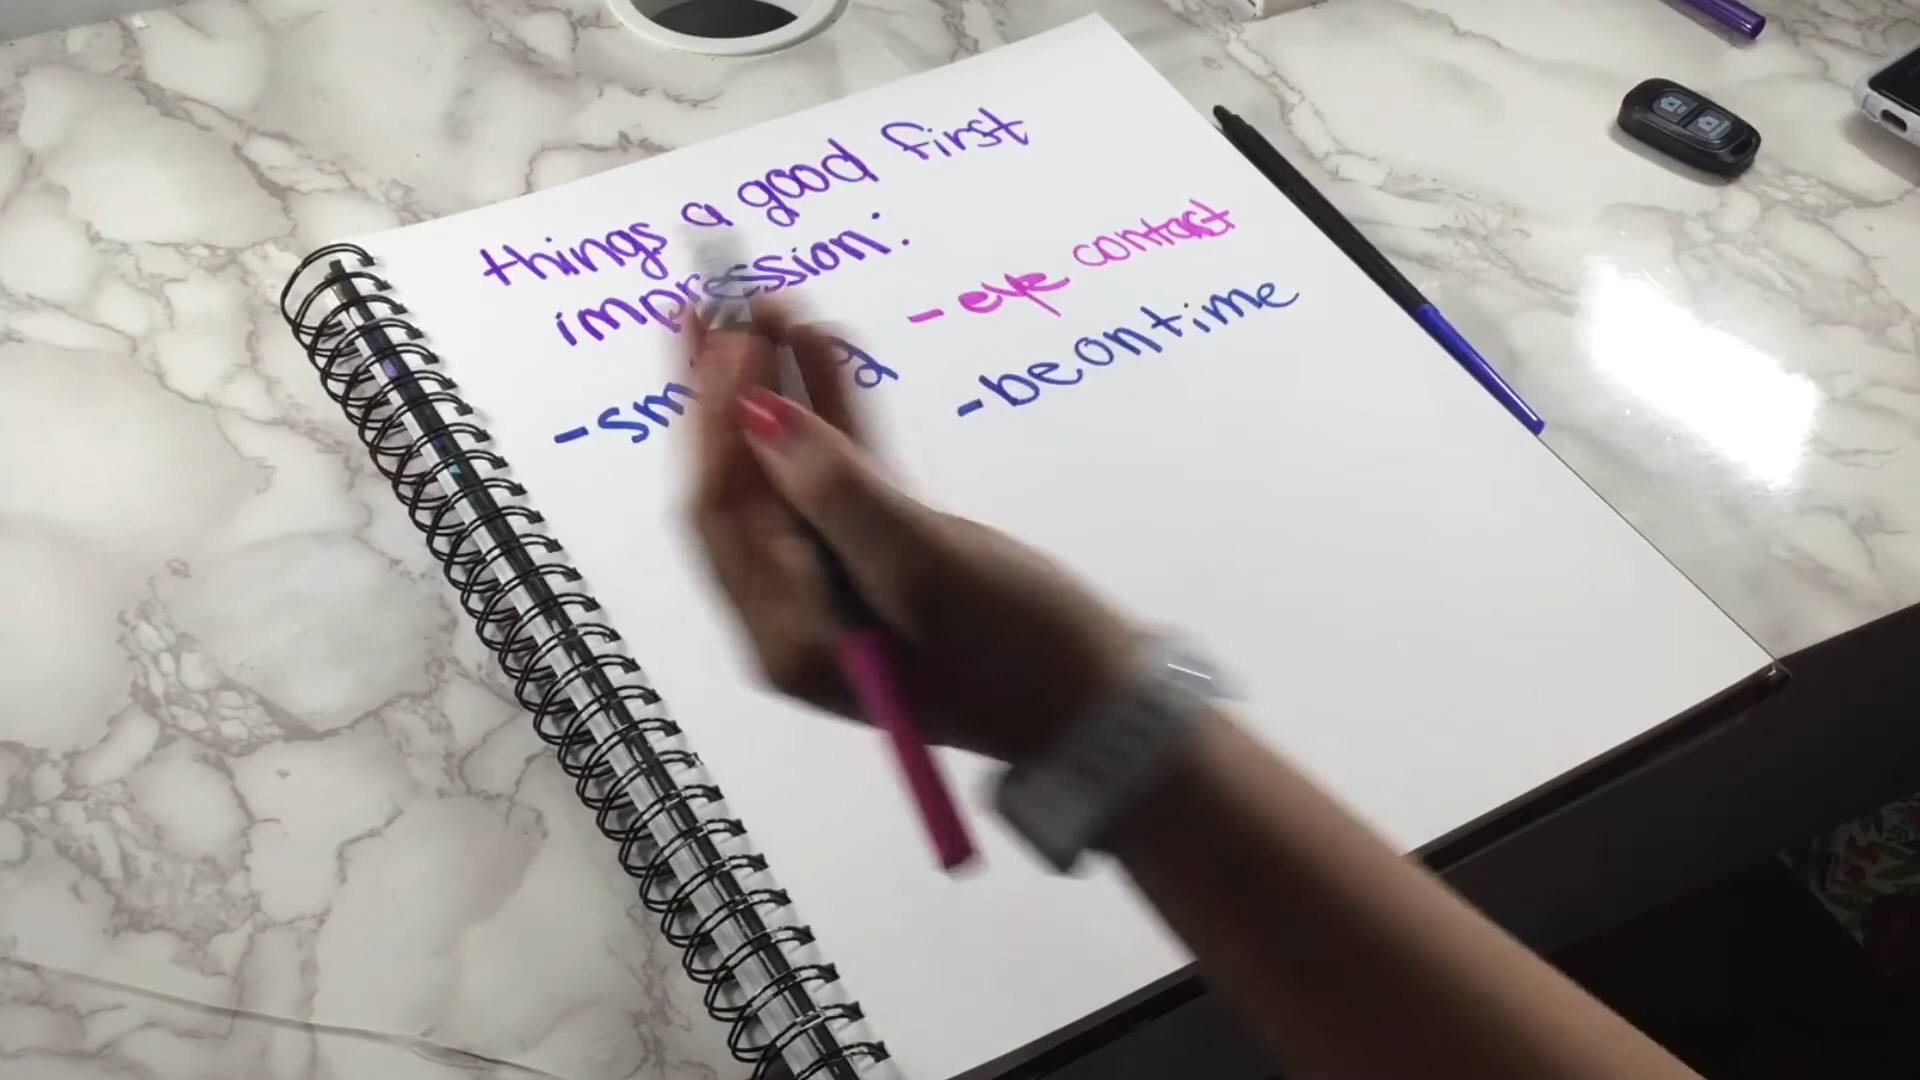 things a good first
impression:
- eye contact
- be on time